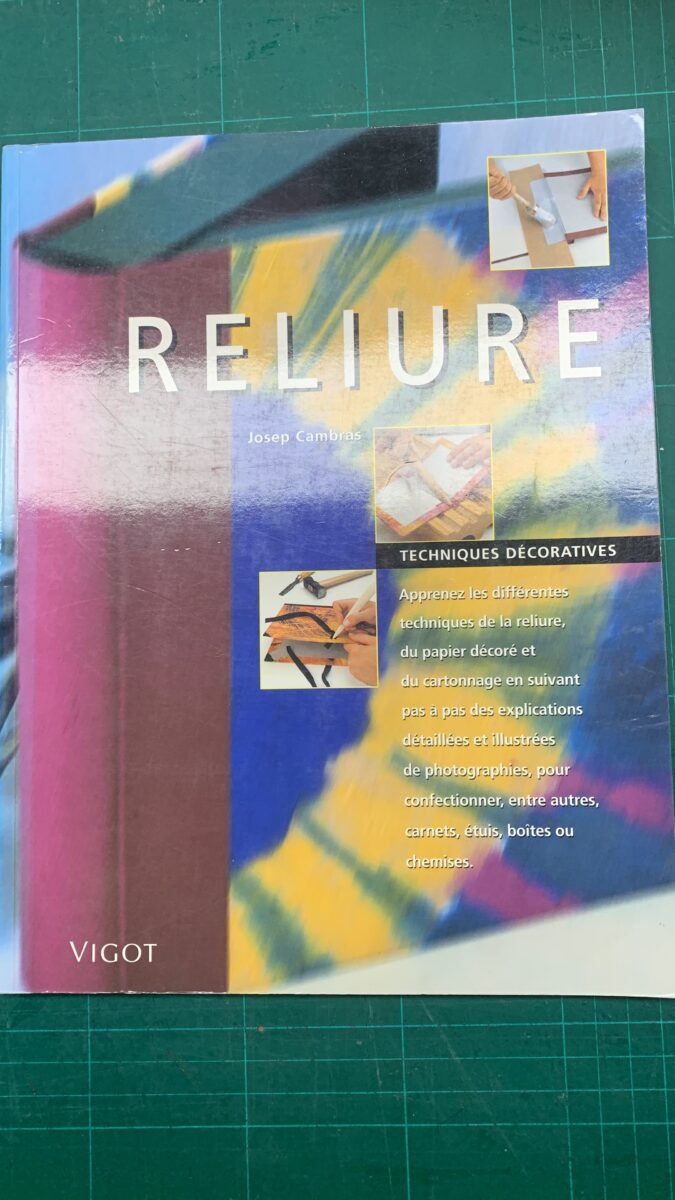 RELIURE
Josep Cambras
TECHNIQUES DÉCORATIVES
Apprenez les différentes
techniques de la reliure,
du papier décoré et
du cartonnage en suivant
pas à pas des explications
détaillées et illustrées
de photographies, pour
confectionner, entre autres,
carnets, étuis, boîtes ou
chemises.
VIGOT